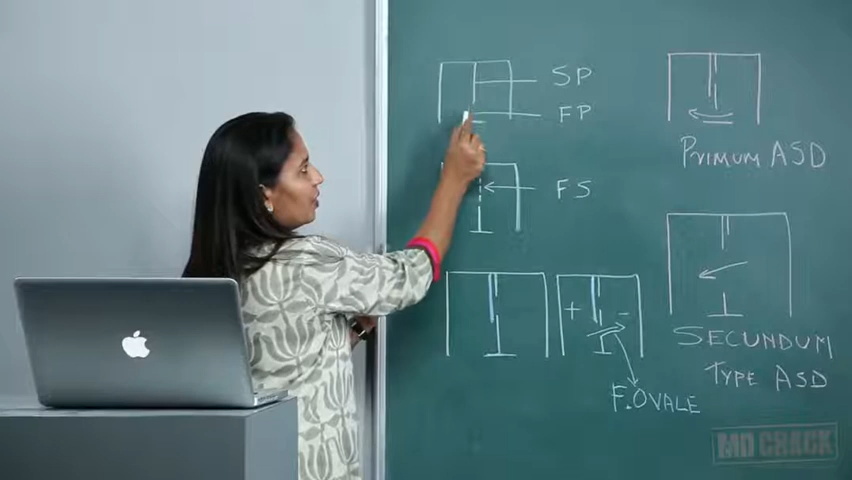 SP
FP
FS
+ -
F.OVALE
PRIMUM ASD
SECUNDUM
TYPE ASD
MD CRACK